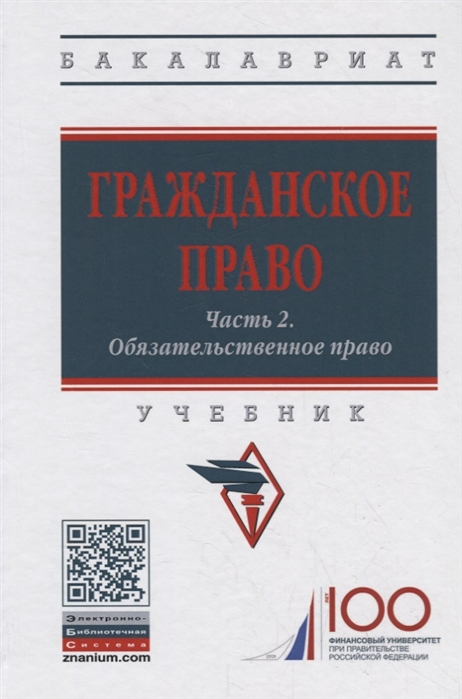 БАКАЛАВРИАТ
ГРАЖДАНСКОЕ
ПРАВО
Часть 2.
Обязательственное право
УЧЕБНИК
Электронно-
Библиотечная
Система
znanium.com
100
ЛЕТ
ФИНАНСОВЫЙ УНИВЕРСИТЕТ
ПРИ ПРАВИТЕЛЬСТВЕ
РОССИЙСКОЙ ФЕДЕРАЦИИ